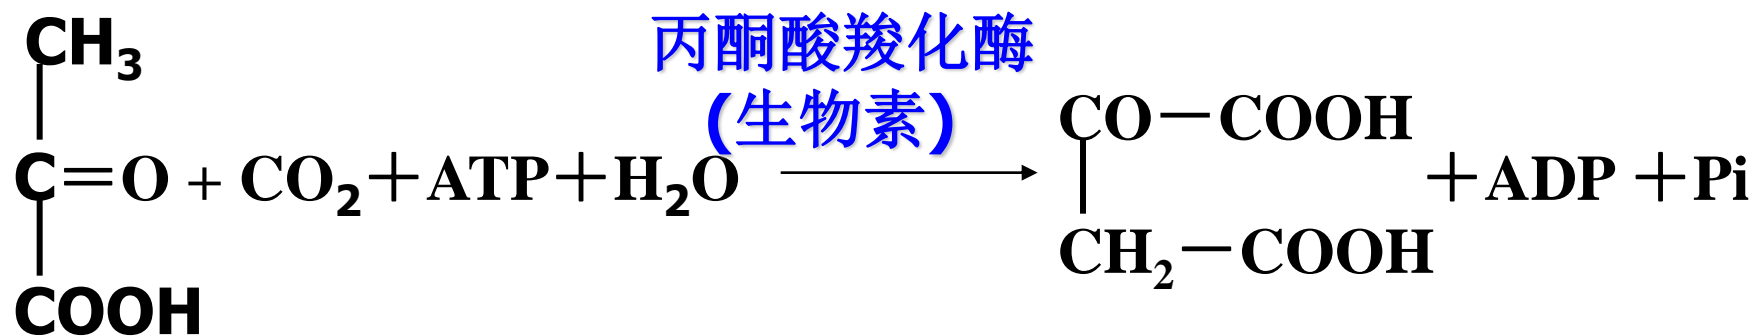 CH₃
丙酮酸羧化酶
(生物素)
CO—COOH
C=O + CO₂+ATP+H₂O → +ADP +Pi
CH₂—COOH
COOH